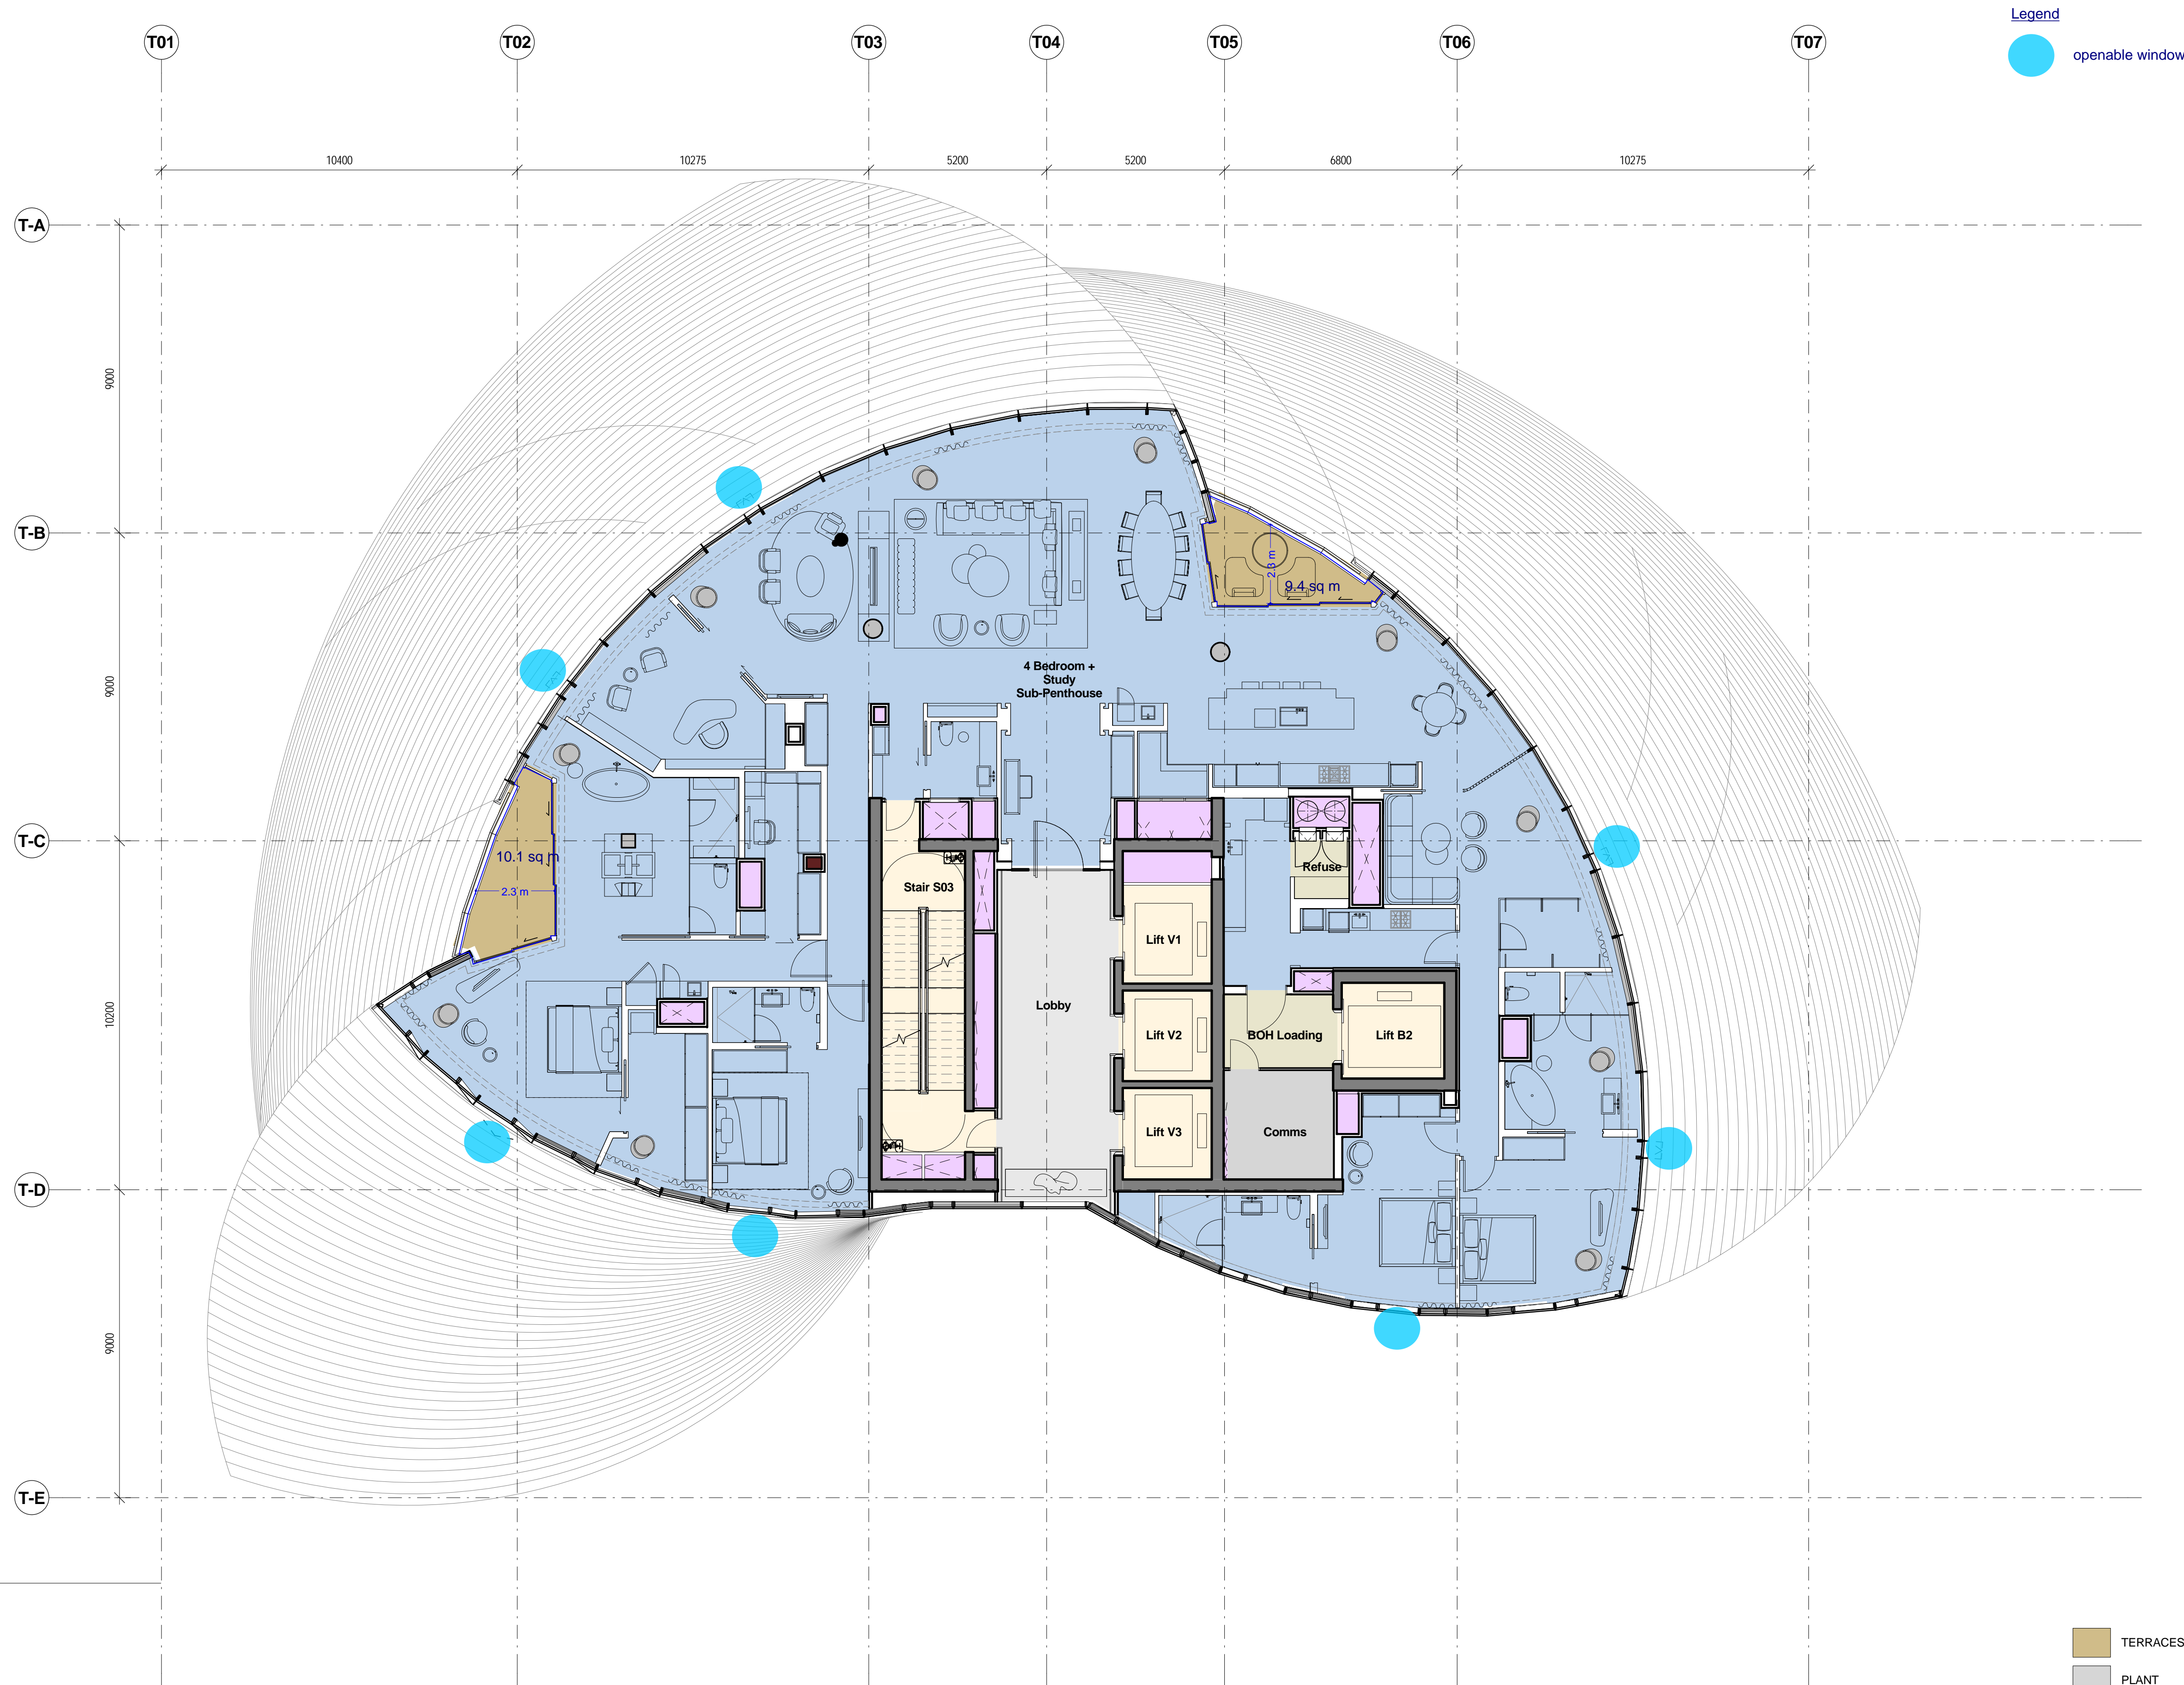 Legend
openable window
T01
T02
T03
T04
T05
T06
T07
10400
10275
5200
5200
6800
10275
T-A
9000
T-B
9000
T-C
10200
T-D
9000
T-E
2.3 m
9.4 sq m
4 Bedroom +
Study
Sub-Penthouse
10.1 sq m
2.3 m
Stair S03
Refuse
Lift V1
Lobby
Lift V2
BOH Loading
Lift B2
Lift V3
Comms
TERRACES
PLANT